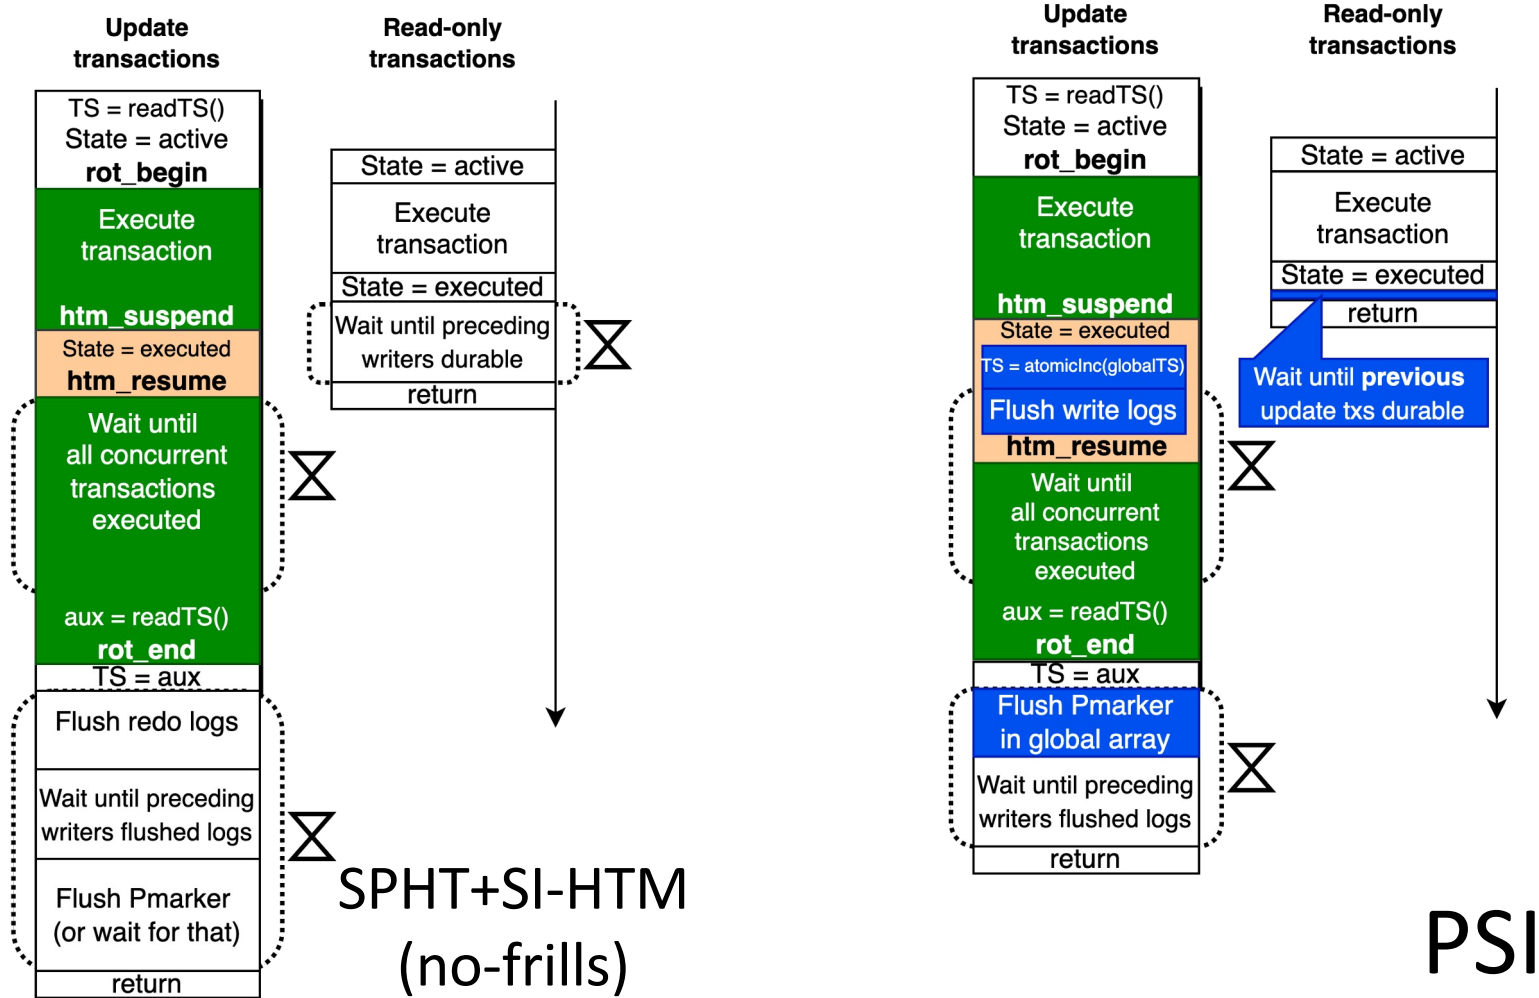 Update
transactions
TS = readTS()
State = active
rot_begin
Execute
transaction
htm_suspend
State = executed
htm_resume
Wait until
all concurrent
transactions
executed
aux = readTS()
rot_end
TS = aux
Flush redo logs
Wait until preceding
writers flushed logs
Flush Pmarker
(or wait for that)
return
Read-only
transactions
State = active
Execute
transaction
State = executed
Wait until preceding
writers durable
return
SPHT+SI-HTM
(no-frills)
Update
transactions
TS = readTS()
State = active
rot_begin
Execute
transaction
htm_suspend
State = executed
TS = atomicInc(globalTS)
Flush write logs
htm_resume
Wait until
all concurrent
transactions
executed
aux = readTS()
rot_end
TS = aux
Flush Pmarker
in global array
Wait until preceding
writers flushed logs
return
Read-only
transactions
State = active
Execute
transaction
State = executed
return
Wait until previous
update txs durable
PSI